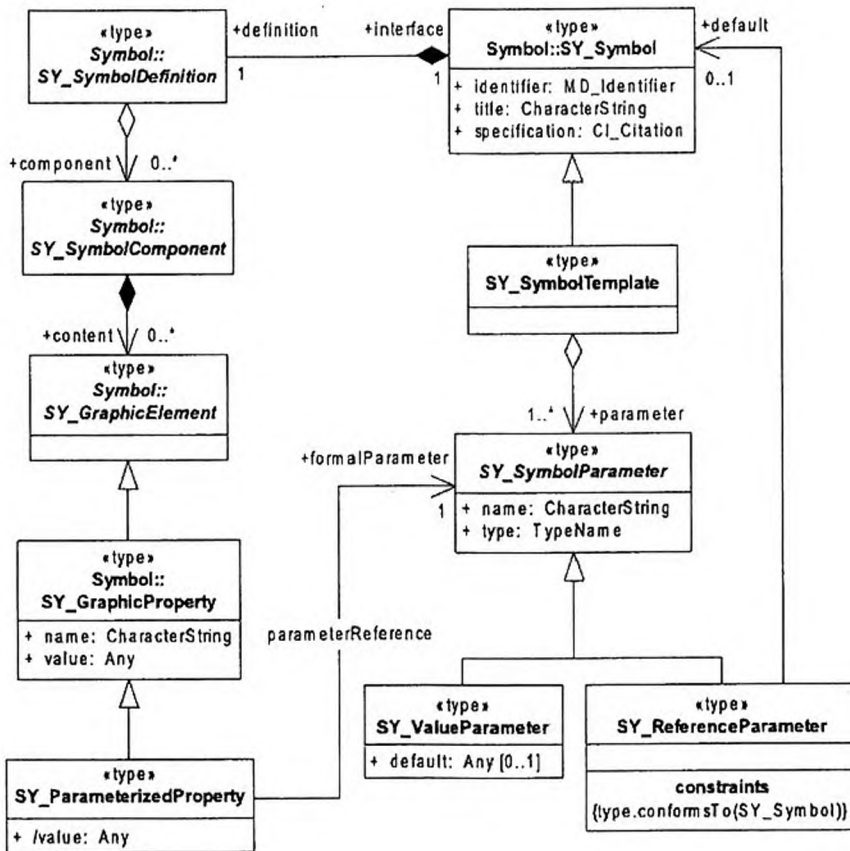 «type»
Symbol::
SY_SymbolDefinition
+definition
1
+interface
1
«type»
Symbol::SY_Symbol
+ identifier: MD_Identifier
+ title: CharacterString
+ specification: CI_Citation
+default
0..1
+component
0..*
«type»
Symbol::
SY_SymbolComponent
«type»
SY_SymbolTemplate
+content
0..*
«type»
Symbol::
SY_GraphicElement
1..*
+parameter
+formalParameter
1
«type»
SY_SymbolParameter
+ name: CharacterString
+ type: TypeName
«type»
Symbol::
SY_GraphicProperty
+ name: CharacterString
+ value: Any
parameterReference
«type»
SY_ValueParameter
+ default: Any [0..1]
«type»
SY_ReferenceParameter
constraints
{type.conformsTo(SY_Symbol)}
«type»
SY_ParameterizedProperty
+ /value: Any